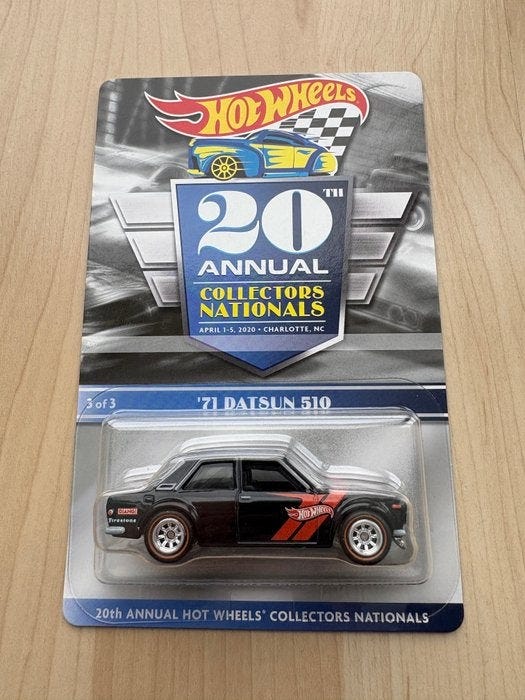 HOT WHEELS
20TH
ANNUAL
COLLECTORS
NATIONALS
APRIL 1-5, 2020 • CHARLOTTE, NC
3 of 3
'71 DATSUN 510
HOT WHEELS
Firestone
20th ANNUAL HOT WHEELS® COLLECTORS NATIONALS